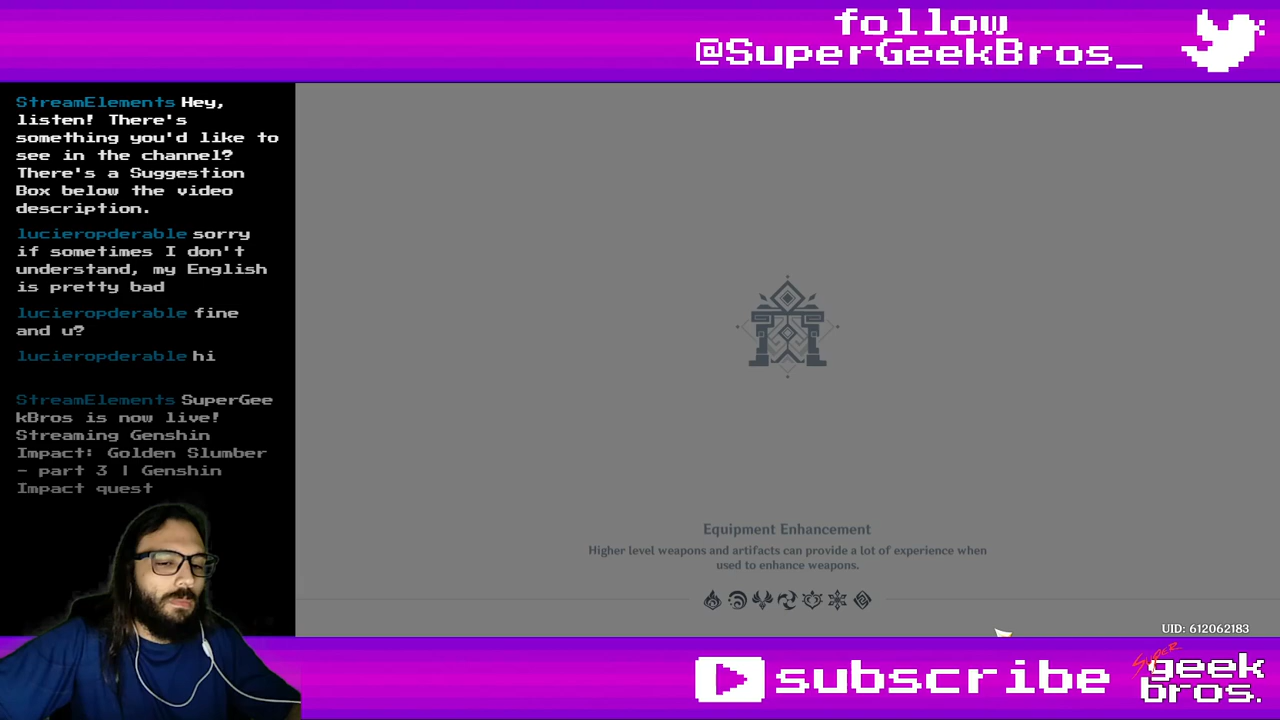 follow
@SuperGeekBros_
StreamElements Hey,
listen! There's
something you'd like to
see in the channel?
There's a Suggestion
Box below the video
description.
lucieropderable sorry
if sometimes I don't
understand, my English
is pretty bad
lucieropderable fine
and u?
lucieropderable hi
StreamElements SuperGee
kBros is now live!
Streaming Genshin
Impact: Golden Slumber
- part 3 | Genshin
Impact quest
Equipment Enhancement
Higher level weapons and artifacts can provide a lot of experience when
used to enhance weapons.
UID: 612062183
subscribe
SUPER
geek
bros.